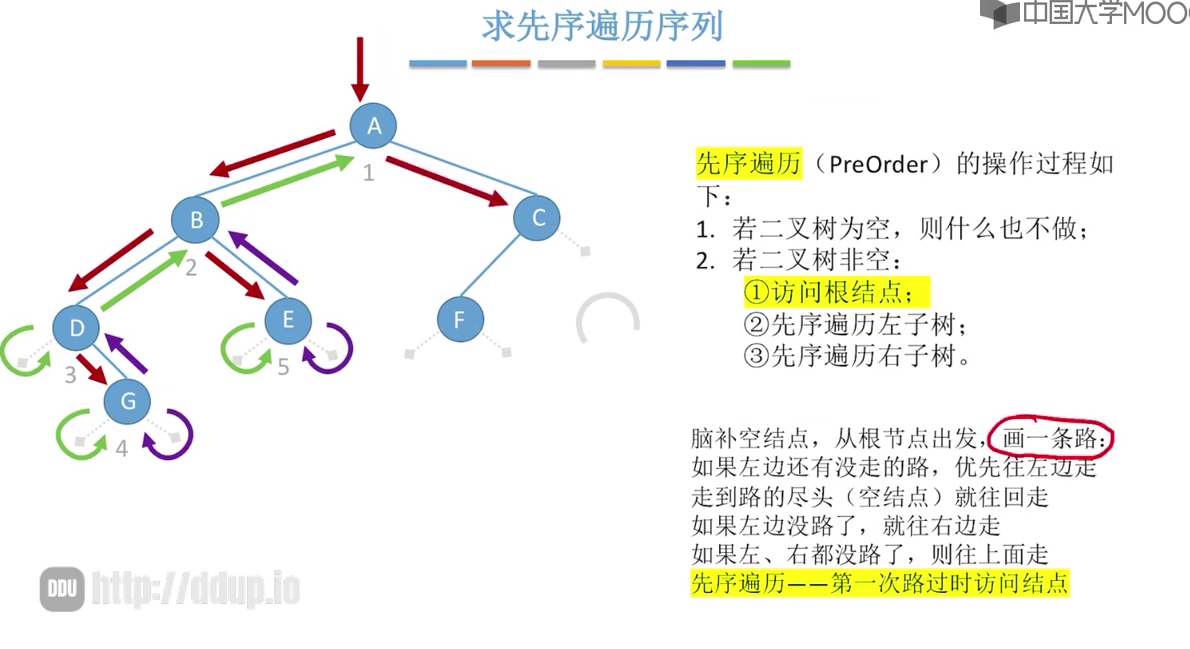 中国大学MOOC
求先序遍历序列
A
1
B
2
C
D
3
E
5
F
G
4
先序遍历（PreOrder）的操作过程如
下：
1. 若二叉树为空，则什么也不做；
2. 若二叉树非空：
①访问根结点；
②先序遍历左子树；
③先序遍历右子树。
脑补空结点，从根节点出发，画一条路：
如果左边还有没走的路，优先往左边走
走到路的尽头（空结点）就往回走
如果左边没路了，就往右边走
如果左、右都没路了，则往上面走
先序遍历——第一次路过时访问结点
DDU http://ddup.io